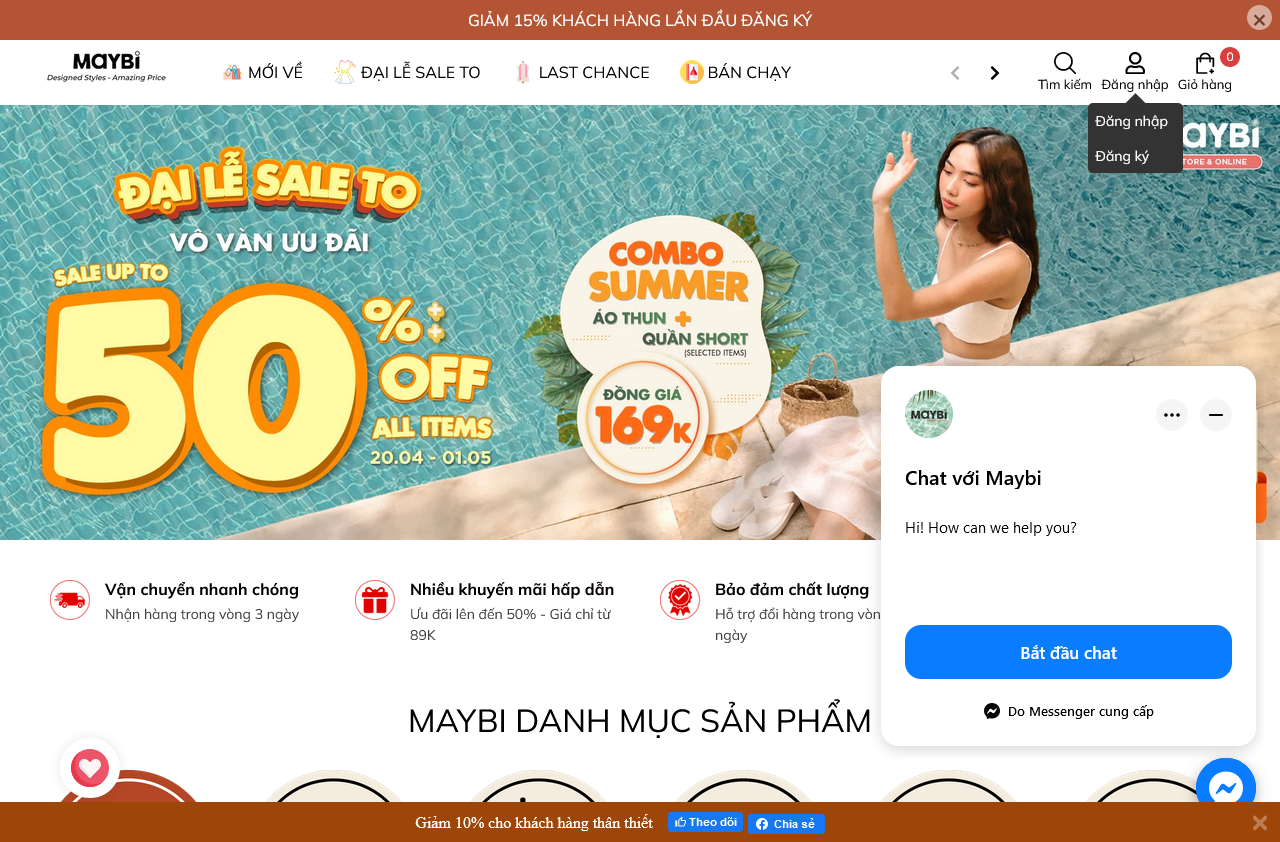 GIẢM 15% KHÁCH HÀNG LẦN ĐẦU ĐĂNG KÝ
MAYBi
Designed Styles - Amazing Price
MỚI VỀ
ĐẠI LỄ SALE TO
LAST CHANCE
BÁN CHẠY
Tìm kiếm
Đăng nhập
0
Giỏ hàng
Đăng nhập
Đăng ký
MAYBi
TORE & ONLINE
ĐẠI LỄ SALE TO
VÔ VÀN ƯU ĐÃI
SALE UP TO
50%++
OFF
ALL ITEMS
20.04 - 01.05
COMBO
SUMMER
ÁO THUN +
QUẦN SHORT
(SELECTED ITEMS)
ĐỒNG GIÁ
169K
MAYBi
Chat với Maybi
Hi! How can we help you?
Bắt đầu chat
Do Messenger cung cấp
Vận chuyển nhanh chóng
Nhận hàng trong vòng 3 ngày
Nhiều khuyến mãi hấp dẫn
Ưu đãi lên đến 50% - Giá chỉ từ
89K
Bảo đảm chất lượng
Hỗ trợ đổi hàng trong vòn
ngày
MAYBI DANH MỤC SẢN PHẨM
Giảm 10% cho khách hàng thân thiết
Theo dõi
Chia sẻ